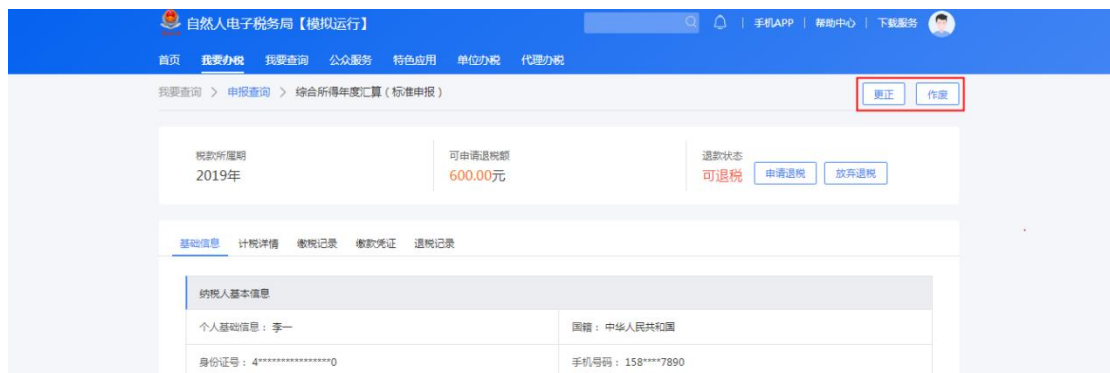 自然人电子税务局【模拟运行】 手机APP | 帮助中心 | 下载服务
首页 我要办税 我要查询 公众服务 特色应用 单位办税 代理办税
我要查询 > 申报查询 > 综合所得年度汇算（标准申报） 更正 作废
税款所属期 可申请退税额 退款状态
2019年 600.00元 可退税 申请退税 放弃退税
基础信息 计税详情 缴税记录 缴款凭证 退税记录
纳税人基本信息
个人基础信息：李一 国籍：中华人民共和国
身份证号：4****************0 手机号码：158****7890